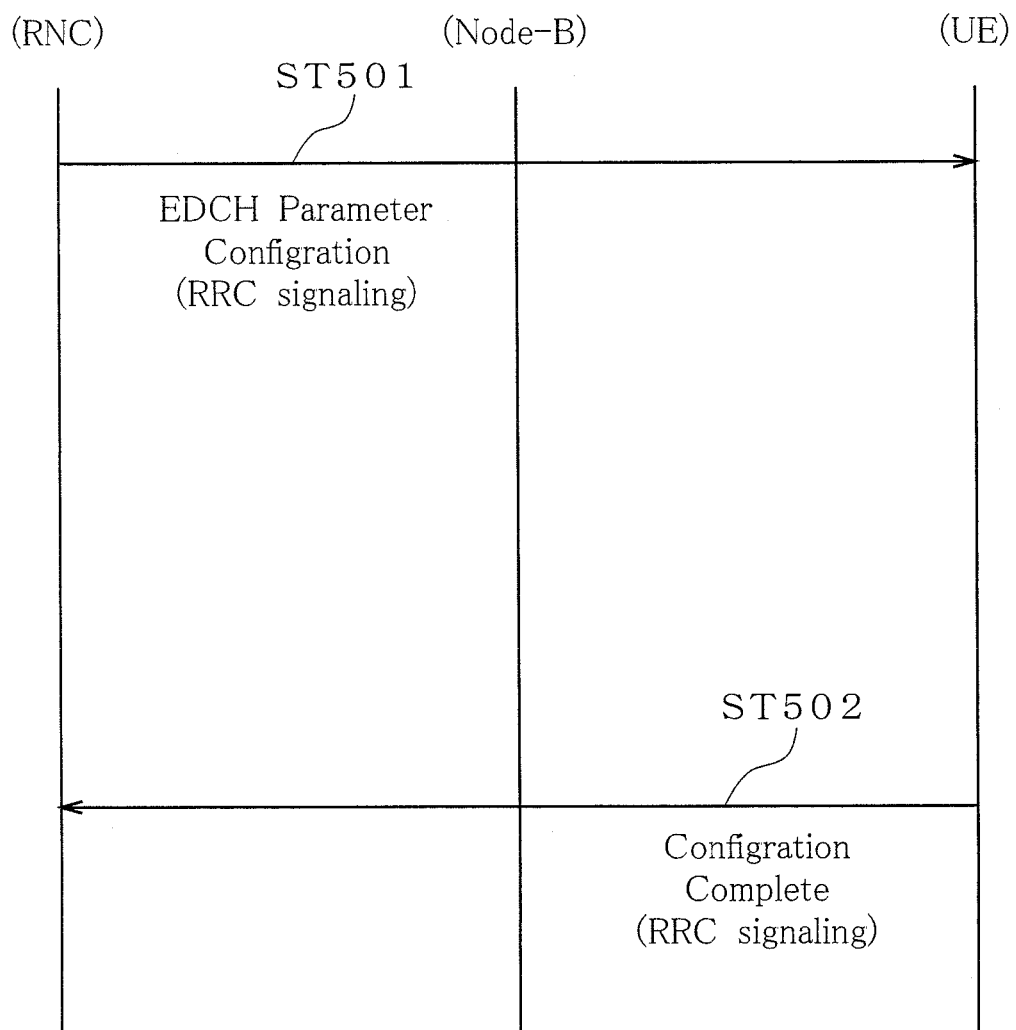 (RNC) (Node-B) (UE)
ST501
EDCH Parameter
Configration
(RRC signaling)
ST502
Configration
Complete
(RRC signaling)